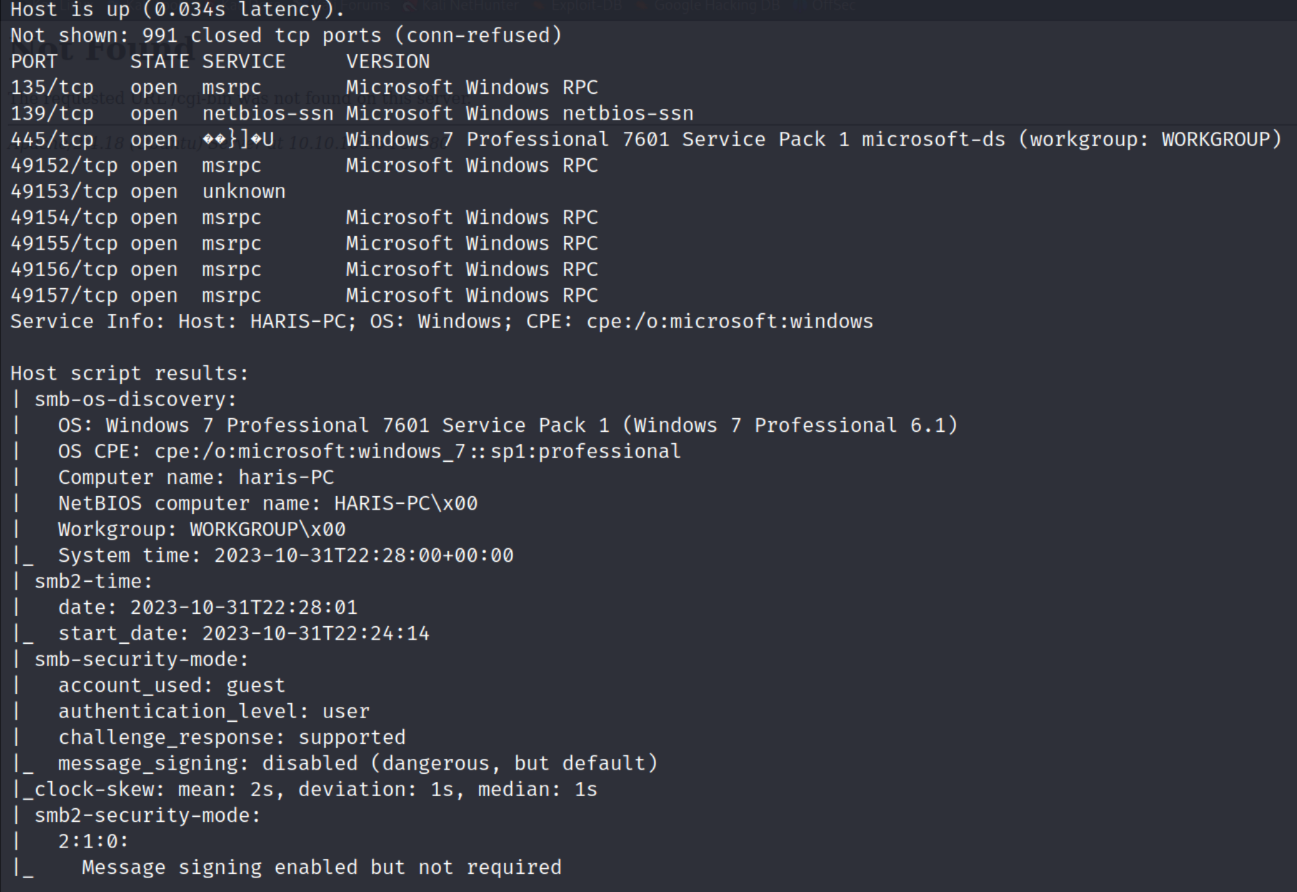 Host is up (0.034s latency).
Not shown: 991 closed tcp ports (conn-refused)
PORT      STATE SERVICE     VERSION
135/tcp   open  msrpc       Microsoft Windows RPC
139/tcp   open  netbios-ssn Microsoft Windows netbios-ssn
445/tcp   open  ��}]�U      Windows 7 Professional 7601 Service Pack 1 microsoft-ds (workgroup: WORKGROUP)
49152/tcp open  msrpc       Microsoft Windows RPC
49153/tcp open  unknown
49154/tcp open  msrpc       Microsoft Windows RPC
49155/tcp open  msrpc       Microsoft Windows RPC
49156/tcp open  msrpc       Microsoft Windows RPC
49157/tcp open  msrpc       Microsoft Windows RPC
Service Info: Host: HARIS-PC; OS: Windows; CPE: cpe:/o:microsoft:windows

Host script results:
| smb-os-discovery:
|   OS: Windows 7 Professional 7601 Service Pack 1 (Windows 7 Professional 6.1)
|   OS CPE: cpe:/o:microsoft:windows_7::sp1:professional
|   Computer name: haris-PC
|   NetBIOS computer name: HARIS-PC\x00
|   Workgroup: WORKGROUP\x00
|_  System time: 2023-10-31T22:28:00+00:00
| smb2-time:
|   date: 2023-10-31T22:28:01
|_  start_date: 2023-10-31T22:24:14
| smb-security-mode:
|   account_used: guest
|   authentication_level: user
|   challenge_response: supported
|_  message_signing: disabled (dangerous, but default)
|_clock-skew: mean: 2s, deviation: 1s, median: 1s
| smb2-security-mode:
|   2:1:0:
|_    Message signing enabled but not required